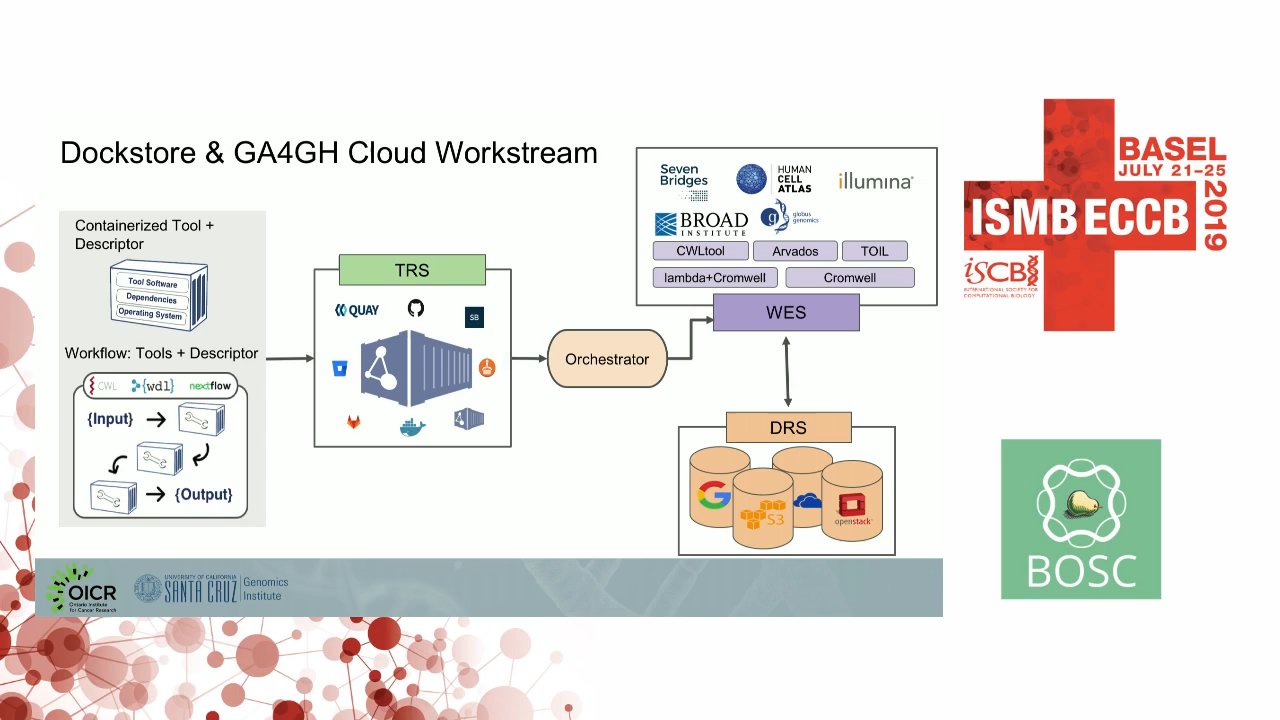 Dockstore & GA4GH Cloud Workstream
Containerized Tool +
Descriptor
Tool Software
Dependencies
Operating System
Workflow: Tools + Descriptor
CWL
{wdl}
nextflow
{Input}
{Output}
TRS
QUAY
SB
Orchestrator
Seven
Bridges
HUMAN
CELL
ATLAS
illumina
BROAD
INSTITUTE
globus
genomics
CWLtool
Arvados
TOIL
lambda+Cromwell
Cromwell
WES
DRS
G
S3
openstack
OICR
Ontario Institute
for Cancer Research
UNIVERSITY OF CALIFORNIA
SANTA CRUZ
Genomics
Institute
BASEL
JULY 21–25
2019
ISMB ECCB
ISCB
INTERNATIONAL SOCIETY FOR
COMPUTATIONAL BIOLOGY
BOSC